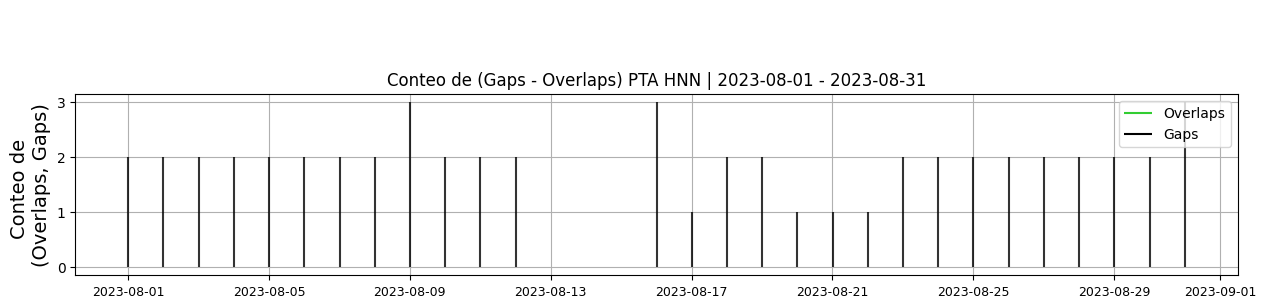 Conteo de (Gaps - Overlaps) PTA HNN | 2023-08-01 - 2023-08-31
Conteo de
(Overlaps, Gaps)
3
2
1
0
Overlaps
Gaps
2023-08-01 2023-08-05 2023-08-09 2023-08-13 2023-08-17 2023-08-21 2023-08-25 2023-08-29 2023-09-01